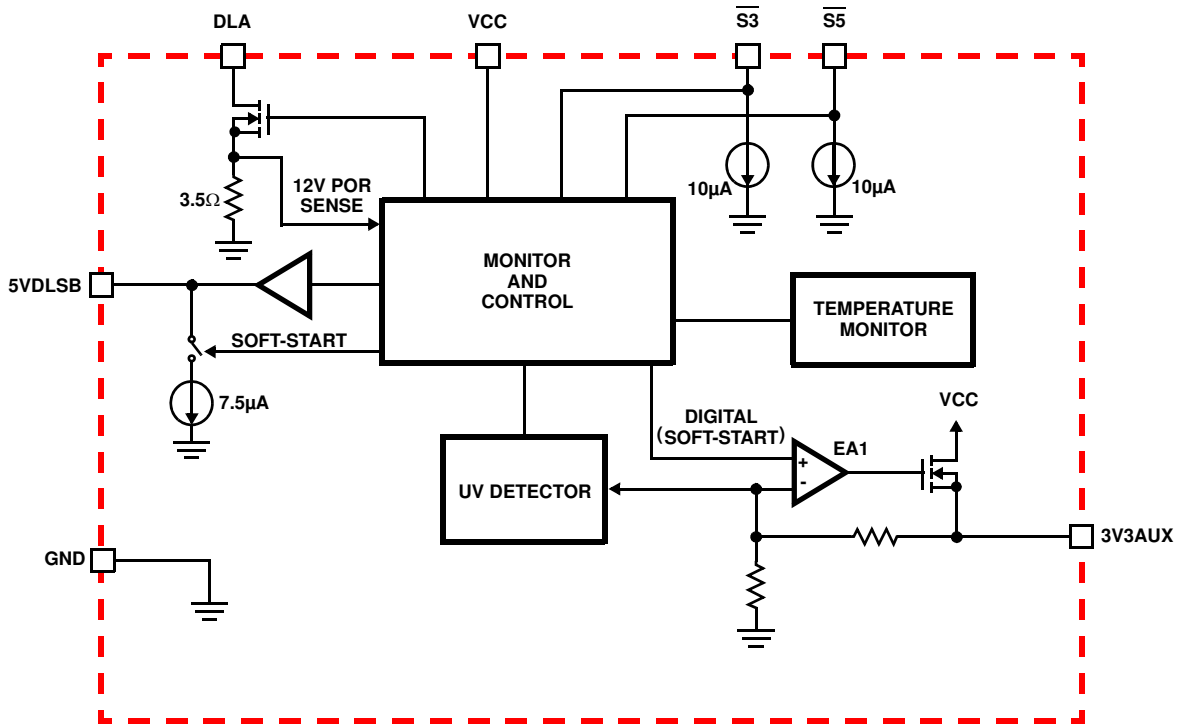 DLA
VCC
S3
S5
3.5Ω
12V POR
SENSE
10µA
10µA
5VDLSB
MONITOR
AND
CONTROL
TEMPERATURE
MONITOR
SOFT-START
7.5µA
VCC
DIGITAL
(SOFT-START)
EA1
+
-
UV DETECTOR
3V3AUX
GND